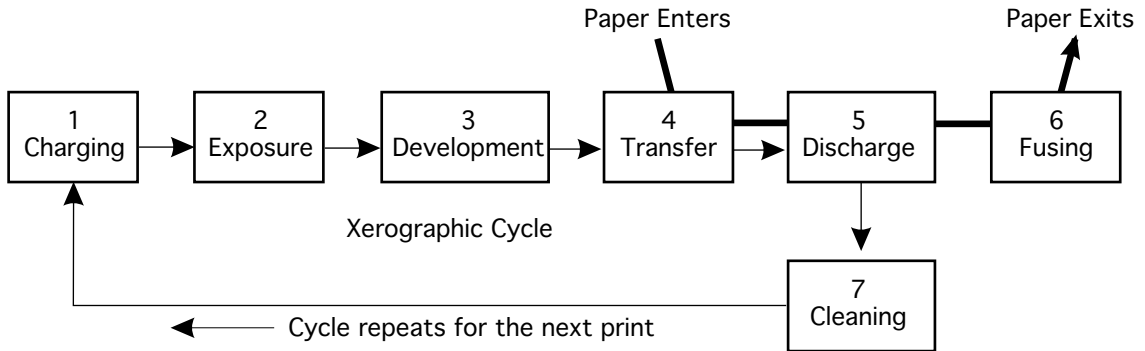 Paper Enters
Paper Exits
1
Charging
2
Exposure
3
Development
4
Transfer
5
Discharge
6
Fusing
Xerographic Cycle
7
Cleaning
Cycle repeats for the next print